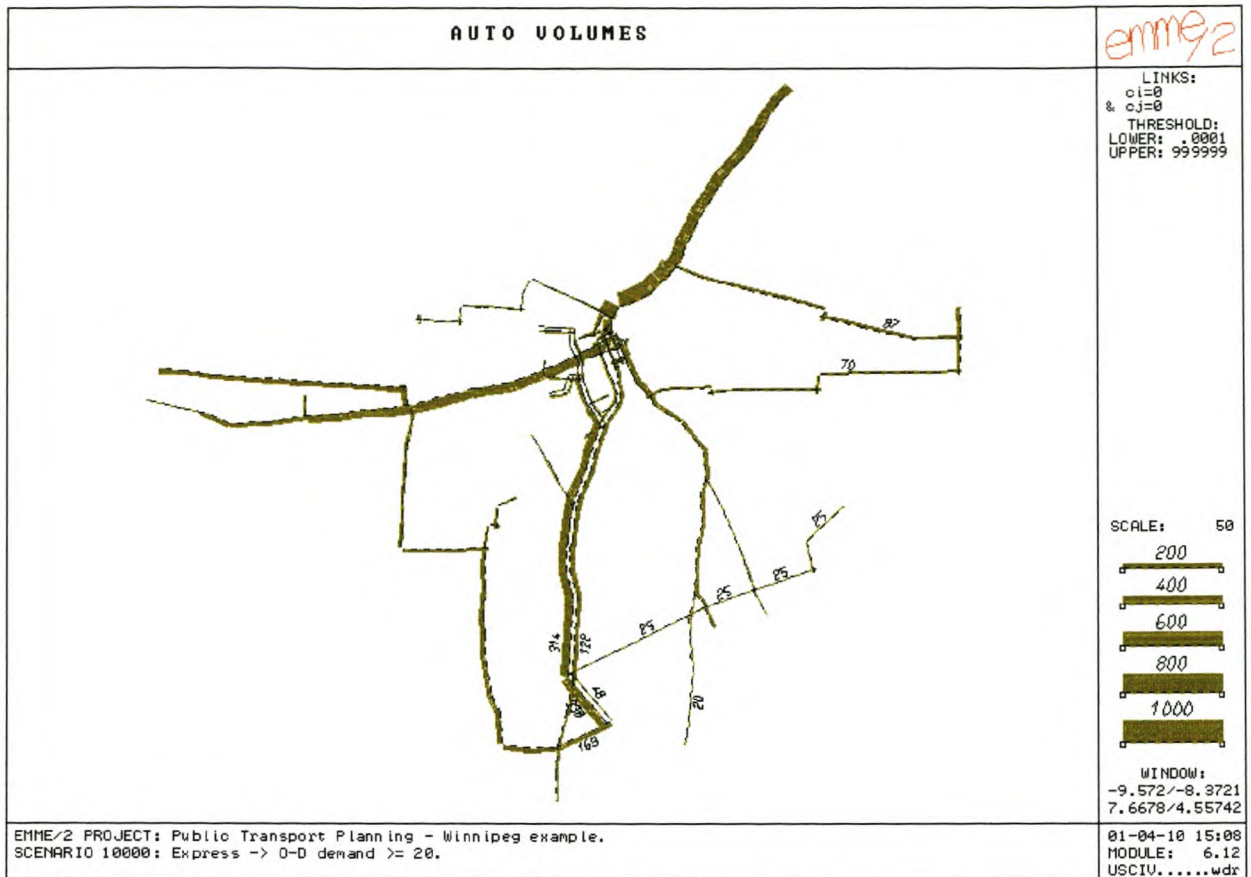 AUTO VOLUMES
emme/2
LINKS:
ci=0
& cj=0
THRESHOLD:
LOWER: .0001
UPPER: 999999
87
70
25
25
25
25
314
122
48
169
20
SCALE: 50
200
400
600
800
1000
WINDOW:
-9.572/-8.3721
7.6678/4.55742
EMME/2 PROJECT: Public Transport Planning - Winnipeg example.
SCENARIO 10000: Express -> O-D demand >= 20.
01-04-10 15:08
MODULE: 6.12
USCIV......wdr